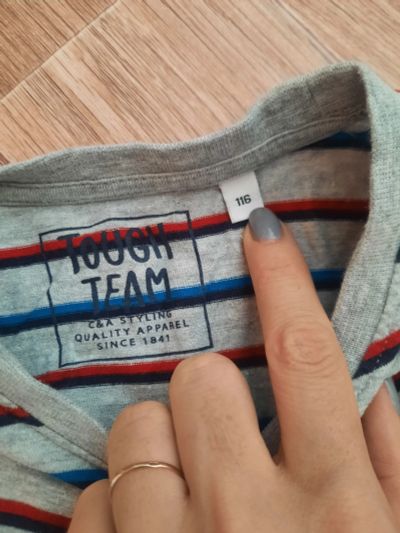 116
TOUGH
TEAM
C&A STYLING
QUALITY APPAREL
SINCE 1841